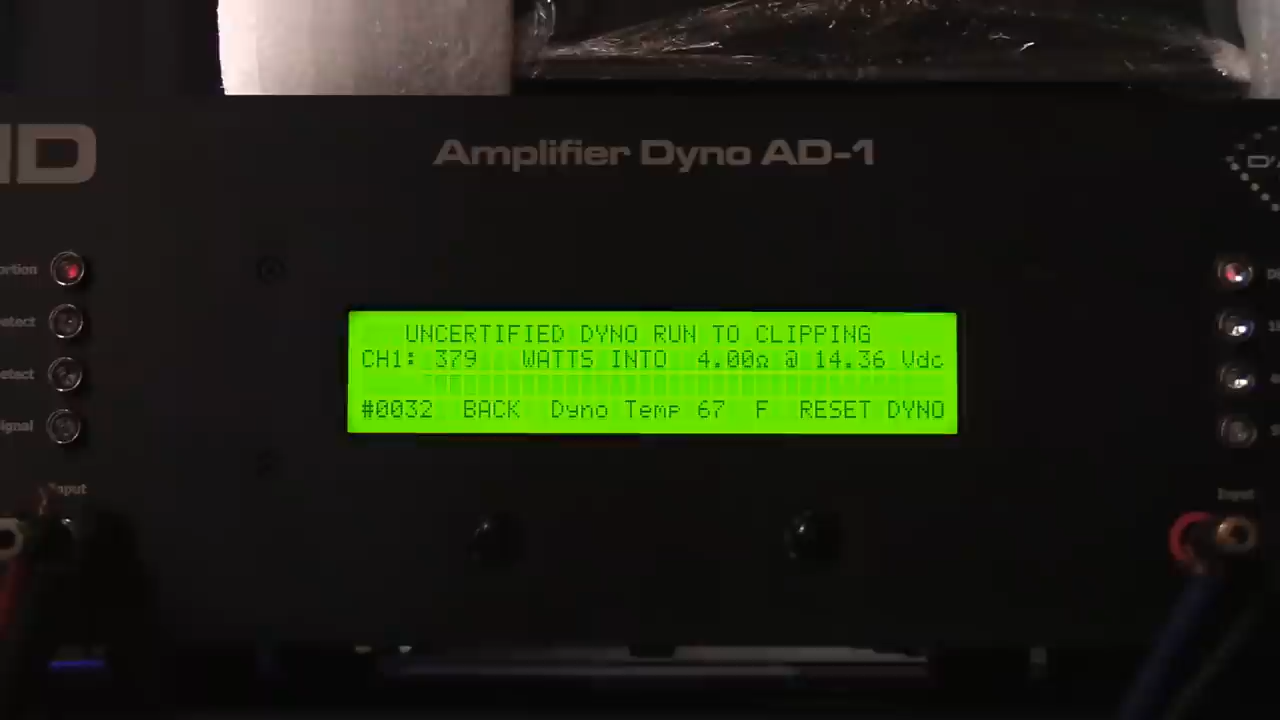 Amplifier Dyno AD-1
UNCERTIFIED DYNO RUN TO CLIPPING
CH1: 379 WATTS INTO 4.00Ω @ 14.36 Vdc
#0032 BACK Dyno Temp 67 F RESET DYNO
Input